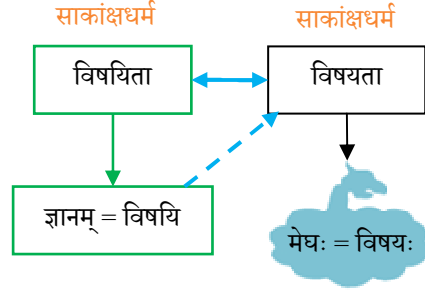 साकांक्षधर्म
साकांक्षधर्म
विषयिता
विषयता
ज्ञानम् = विषयि
मेघः = विषयः